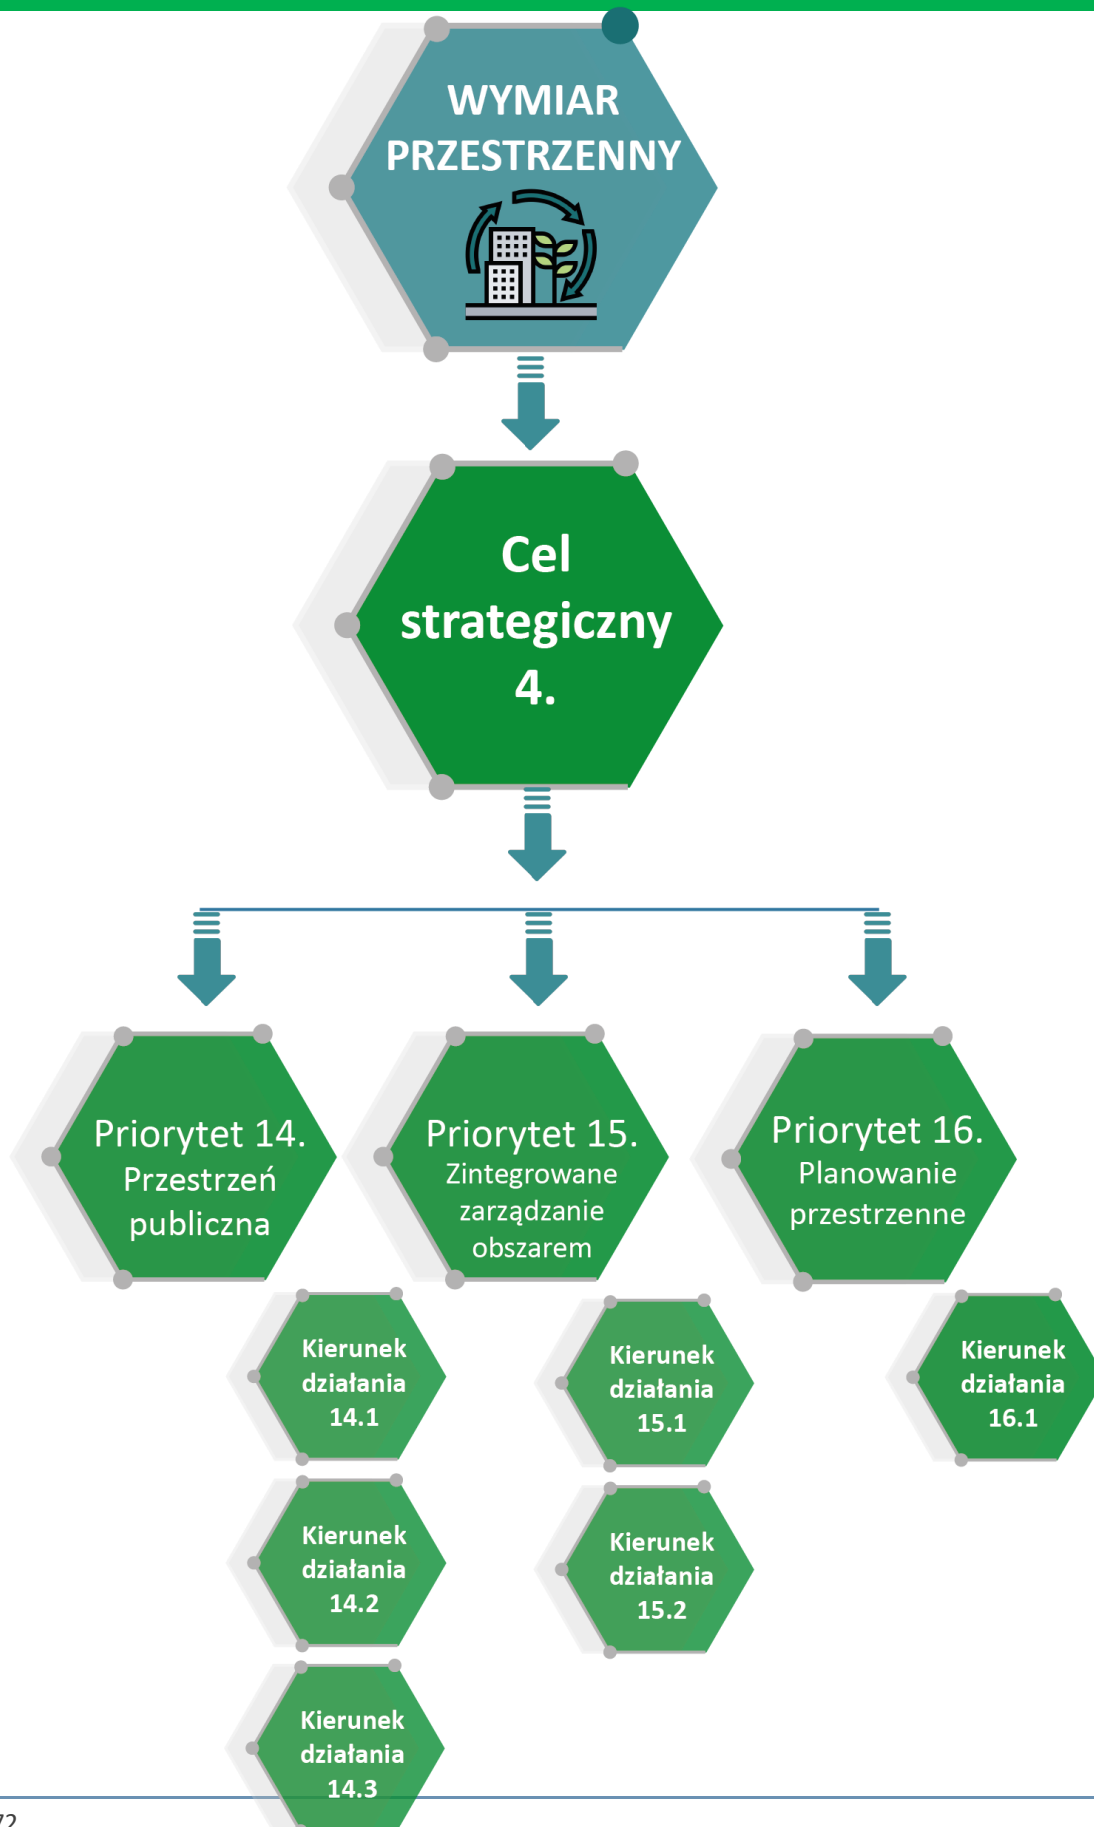 WYMIAR
PRZESTRZENNY
Cel
strategiczny
4.
Priorytet 14.
Przestrzeń
publiczna
Priorytet 15.
Zintegrowane
zarządzanie
obszarem
Priorytet 16.
Planowanie
przestrzenne
Kierunek
działania
14.1
Kierunek
działania
15.1
Kierunek
działania
16.1
Kierunek
działania
14.2
Kierunek
działania
15.2
Kierunek
działania
14.3
72